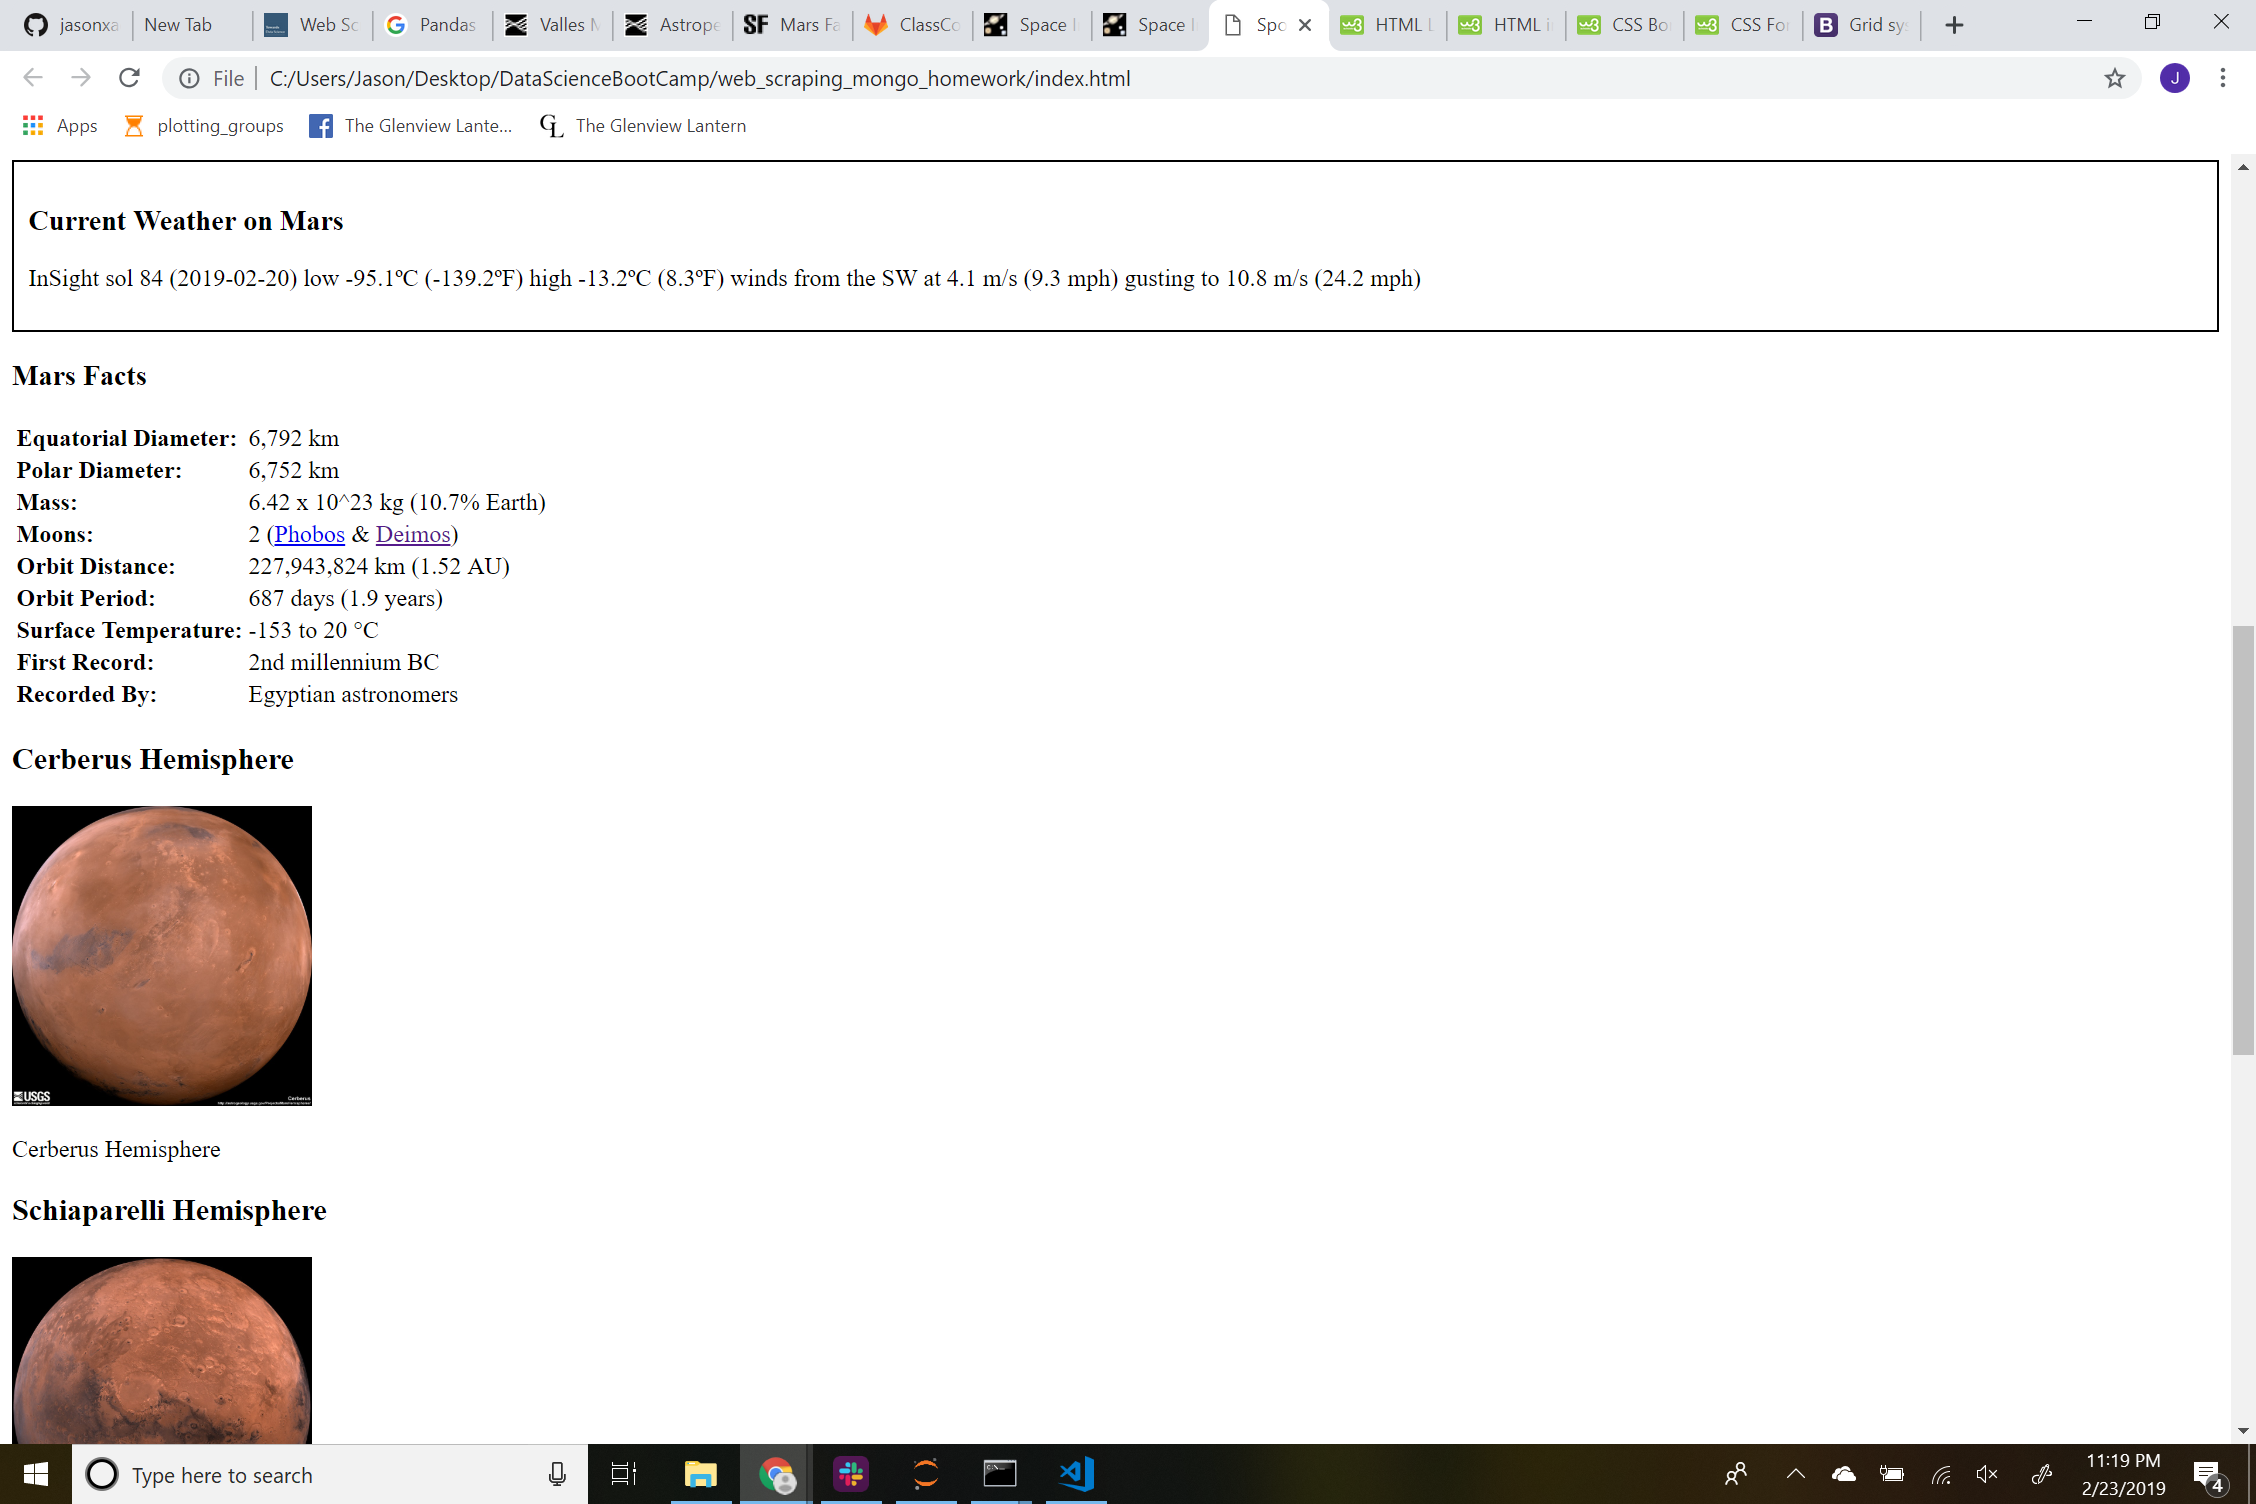 jasonxa
New Tab
Web Sc
Pandas
Valles M
Astrope
SF Mars Fa
ClassCo
Space I
Space I
Spo
w3 HTML L
w3 HTML i
w3 CSS Bo
w3 CSS For
B Grid sy
File | C:/Users/Jason/Desktop/DataScienceBootCamp/web_scraping_mongo_homework/index.html
J
Apps
plotting_groups
The Glenview Lante...
GL The Glenview Lantern
Current Weather on Mars
InSight sol 84 (2019-02-20) low -95.1ºC (-139.2ºF) high -13.2ºC (8.3ºF) winds from the SW at 4.1 m/s (9.3 mph) gusting to 10.8 m/s (24.2 mph)
Mars Facts
Equatorial Diameter: 6,792 km
Polar Diameter: 6,752 km
Mass: 6.42 x 10^23 kg (10.7% Earth)
Moons: 2 (Phobos & Deimos)
Orbit Distance: 227,943,824 km (1.52 AU)
Orbit Period: 687 days (1.9 years)
Surface Temperature: -153 to 20 °C
First Record: 2nd millennium BC
Recorded By: Egyptian astronomers
Cerberus Hemisphere
USGS
Cerberus
Cerberus Hemisphere
Schiaparelli Hemisphere
Type here to search
11:19 PM
2/23/2019
4